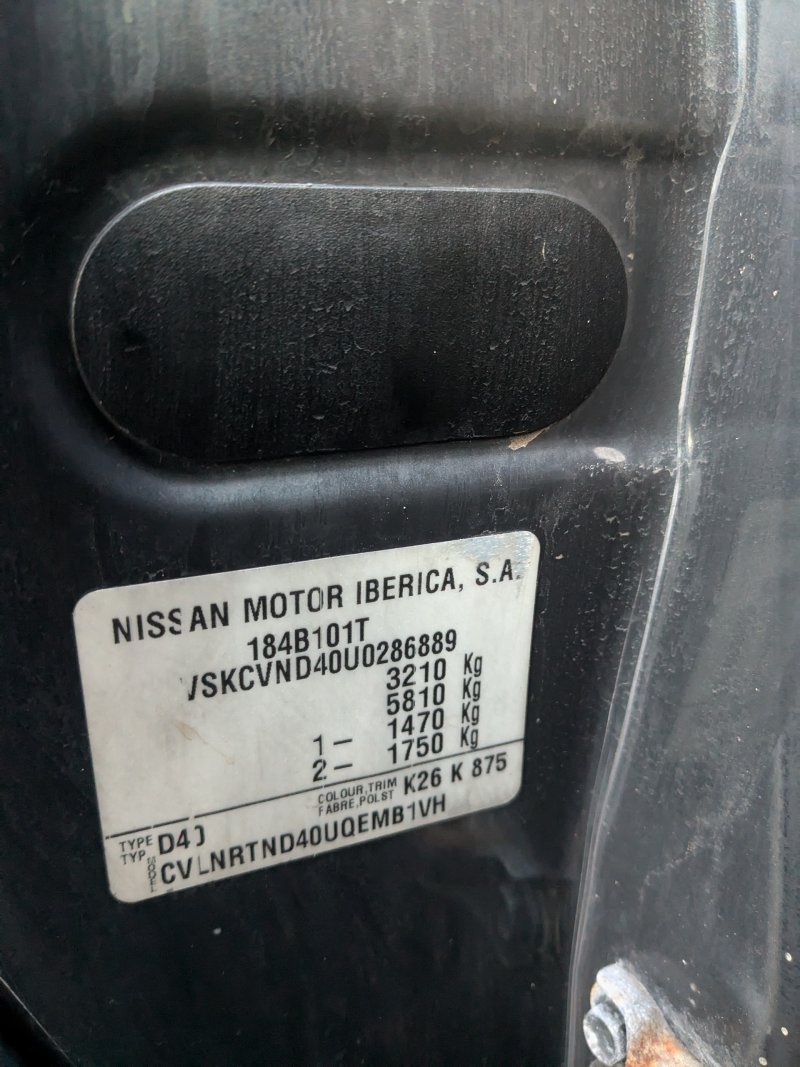 NISSAN MOTOR IBERICA, S.A.
184B101T
VSKCVND40U0286889
3210 Kg
5810 Kg
1 - 1470 Kg
2 - 1750 Kg
COLOUR,TRIM
FABRE,POLST K26 K 875
TYPE
TYP D40
MODEL CVLNRTND40UQEMB1VH